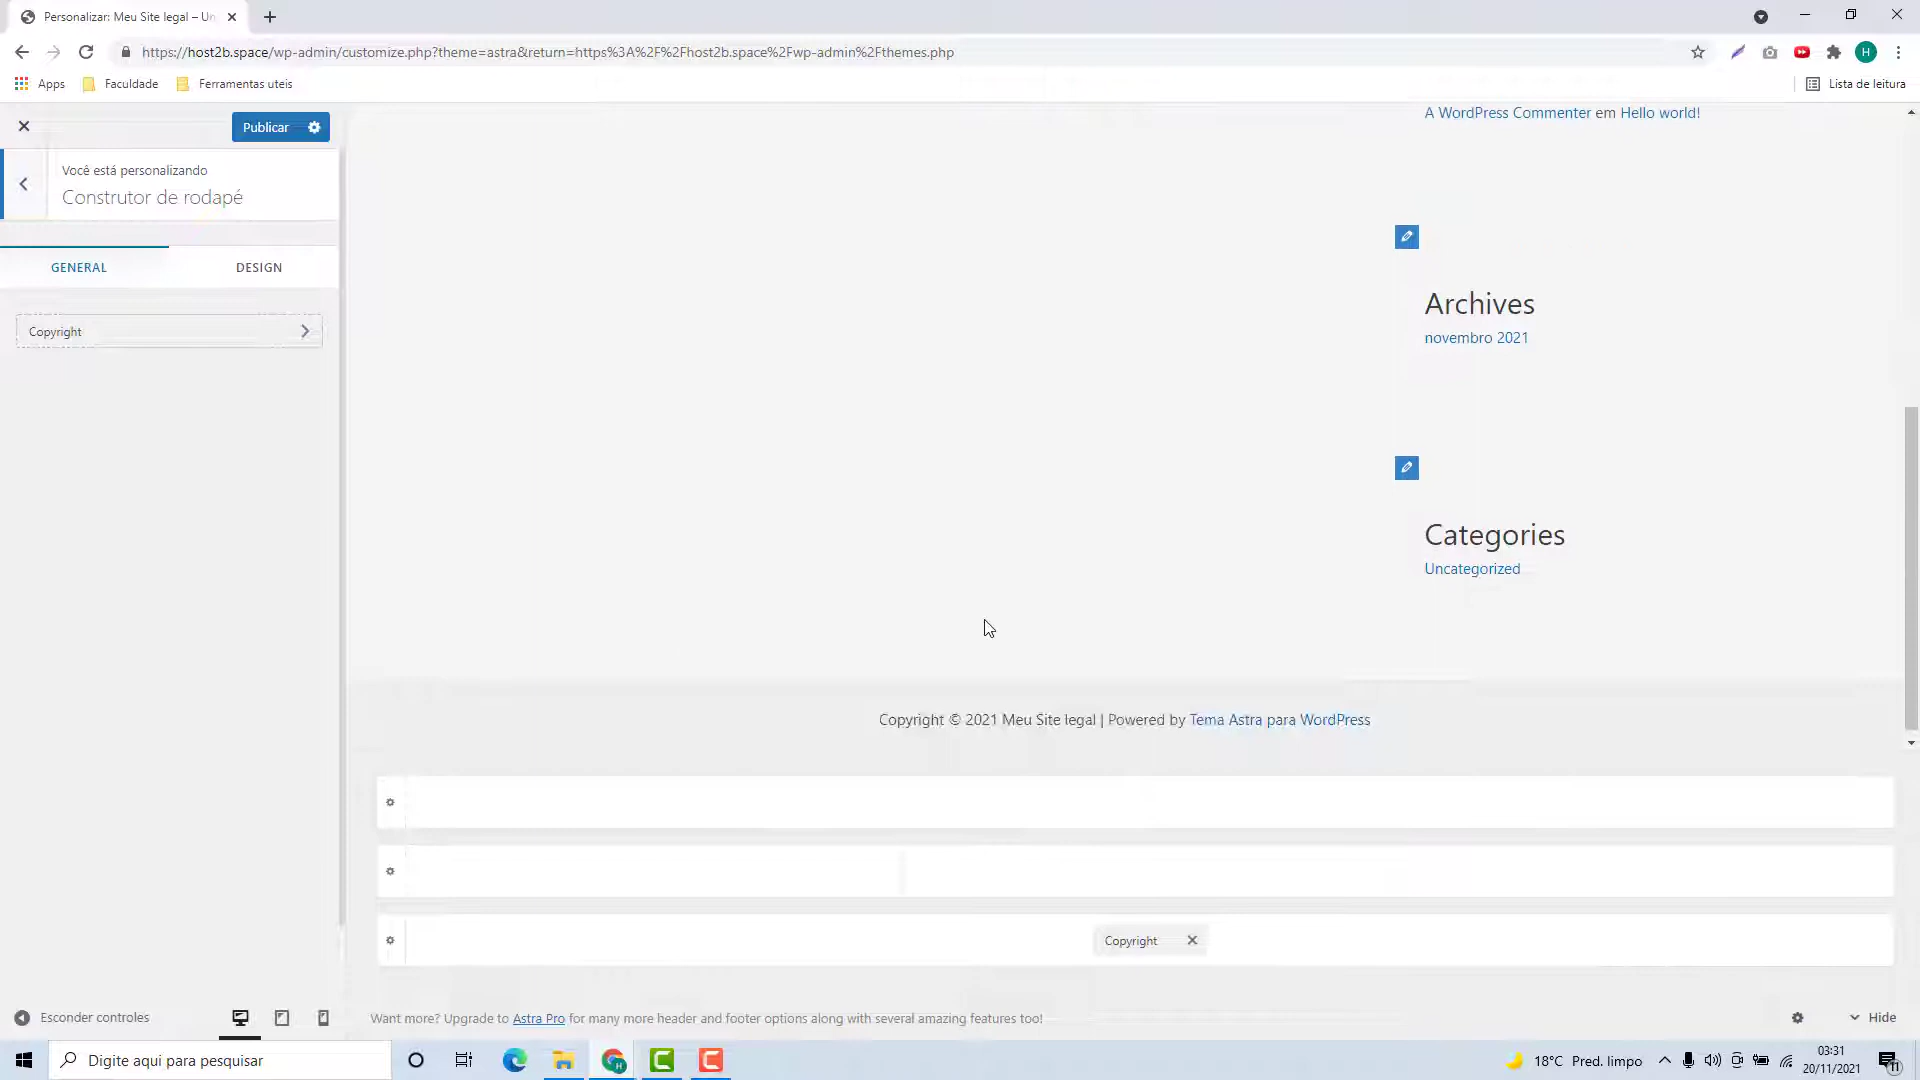 Personalizar: Meu Site legal – Un
https://host2b.space/wp-admin/customize.php?theme=astra&return=https%3A%2F%2Fhost2b.space%2Fwp-admin%2Fthemes.php
H
Apps
Faculdade
Ferramentas uteis
Lista de leitura
Publicar
Você está personalizando
Construtor de rodapé
GENERAL
DESIGN
Copyright
A WordPress Commenter em Hello world!
Archives
novembro 2021
Categories
Uncategorized
Copyright © 2021 Meu Site legal | Powered by Tema Astra para WordPress
Copyright
Esconder controles
Want more? Upgrade to Astra Pro for many more header and footer options along with several amazing features too!
Hide
Digite aqui para pesquisar
18°C Pred. limpo
03:31
20/11/2021
11